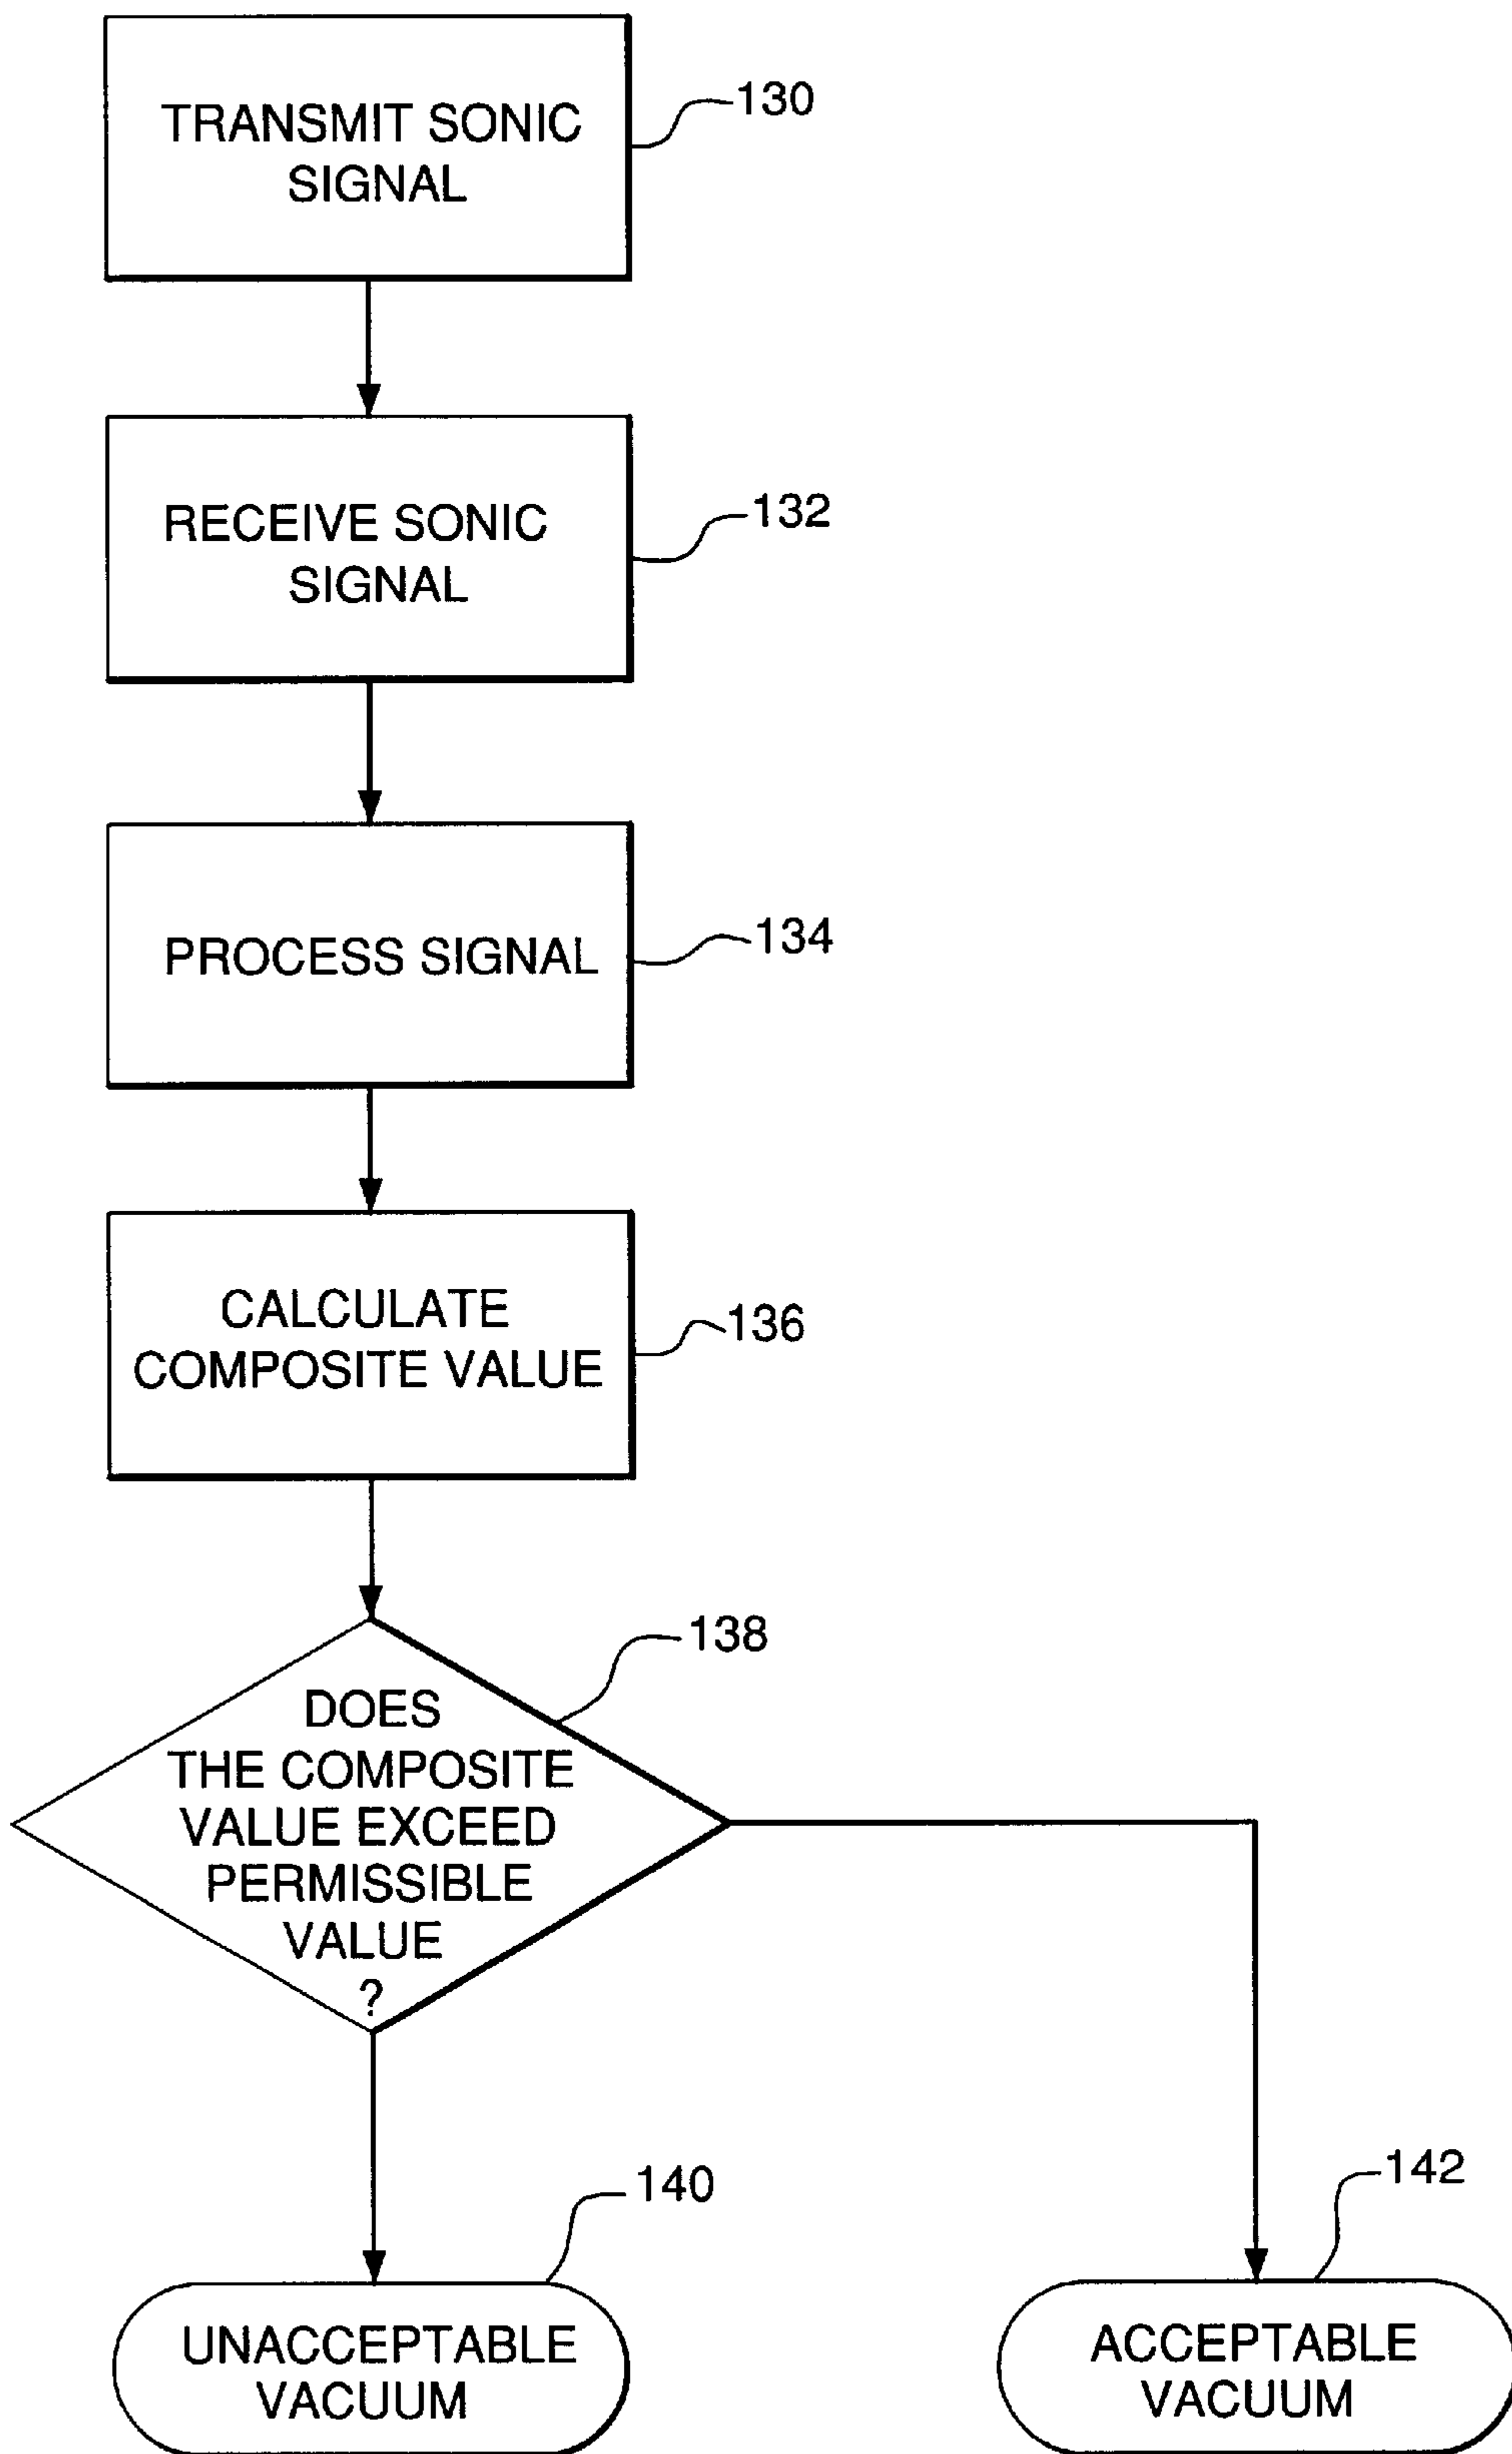 TRANSMIT SONIC
SIGNAL
130
RECEIVE SONIC
SIGNAL
132
PROCESS SIGNAL
134
CALCULATE
COMPOSITE VALUE
136
138
DOES
THE COMPOSITE
VALUE EXCEED
PERMISSIBLE
VALUE
?
140
UNACCEPTABLE
VACUUM
142
ACCEPTABLE
VACUUM